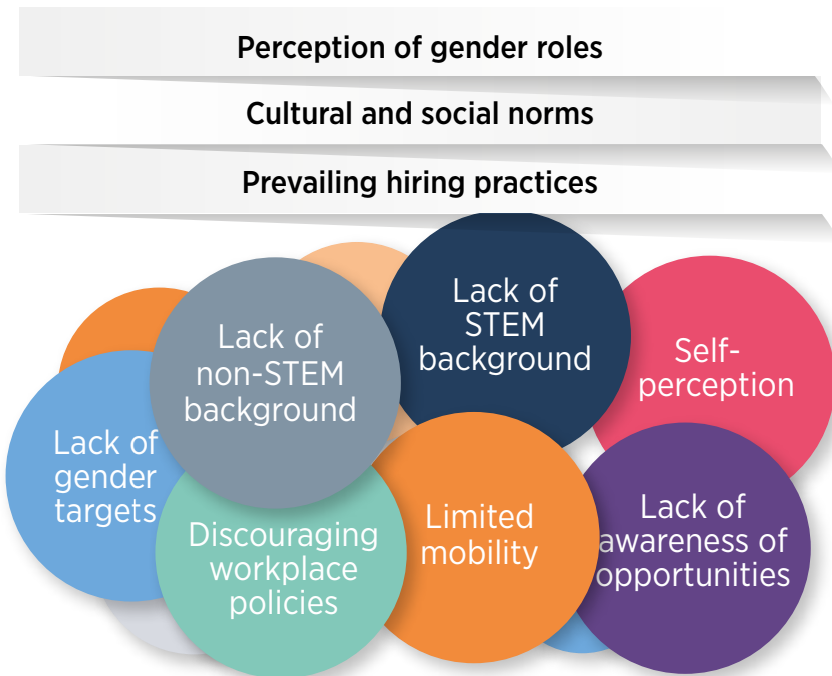 Perception of gender roles
Cultural and social norms
Prevailing hiring practices
Lack of
non-STEM
background
Lack of
STEM
background
Self-
perception
Lack of
gender
targets
Discouraging
workplace
policies
Limited
mobility
Lack of
awareness of
opportunities